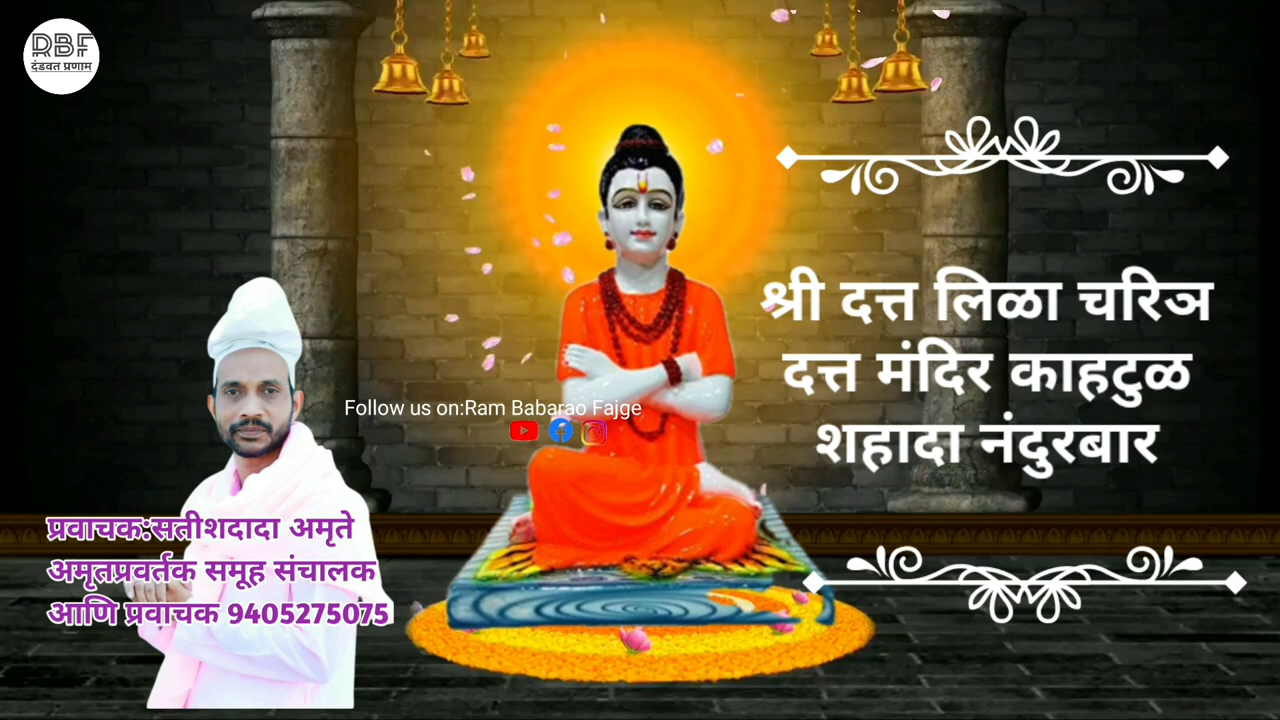 RBF
दंडवत प्रणाम
श्री दत्त लिळा चरिञ
दत्त मंदिर काहटुळ
शहादा नंदुरबार
Follow us on:Ram Babarao Fajge
प्रवाचक:सतीशदादा अमृते
अमृतप्रवर्तक समूह संचालक
आणि प्रवाचक 9405275075